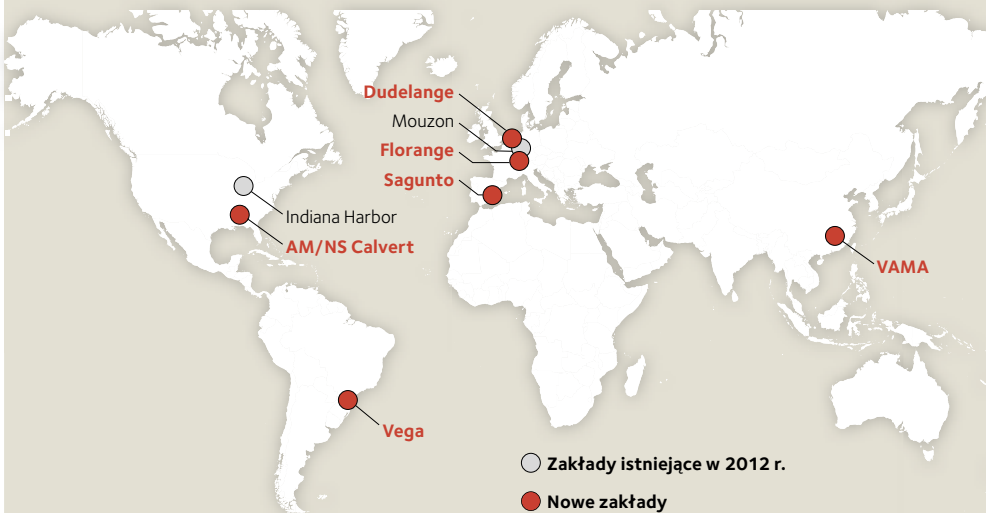 Dudelange
Mouzon
Florange
Sagunto
Indiana Harbor
AM/NS Calvert
VAMA
Vega
Zakłady istniejące w 2012 r.
Nowe zakłady